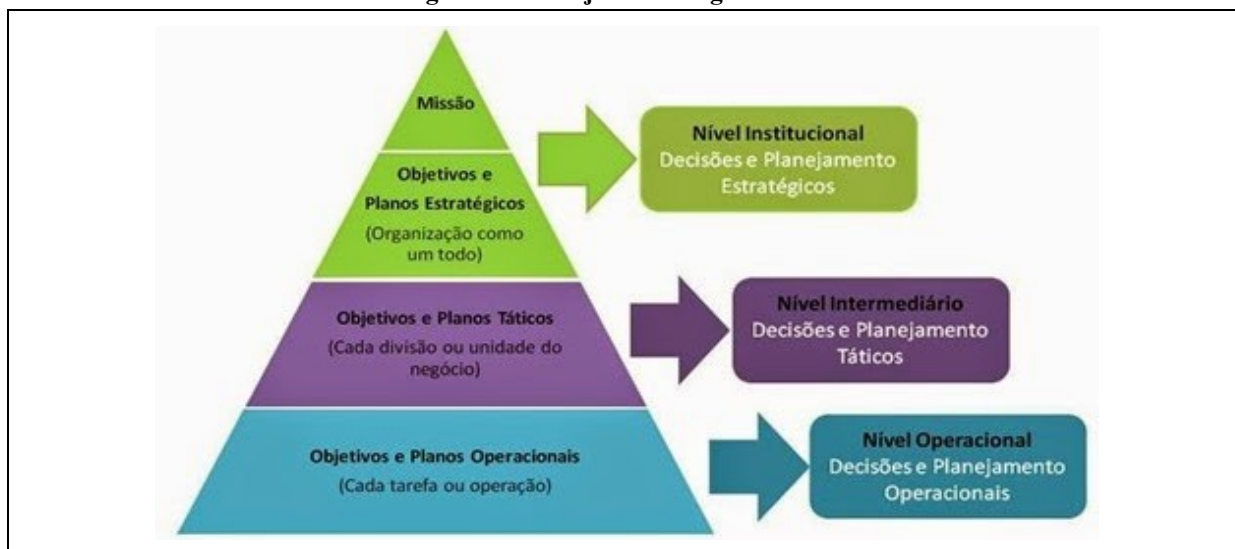 Missão
Objetivos e
Planos Estratégicos
(Organização como
um todo)
Nível Institucional
Decisões e Planejamento
Estratégicos
Objetivos e Planos Táticos
(Cada divisão ou unidade do
negócio)
Nível Intermediário
Decisões e Planejamento
Táticos
Objetivos e Planos Operacionais
(Cada tarefa ou operação)
Nível Operacional
Decisões e Planejamento
Operacionais